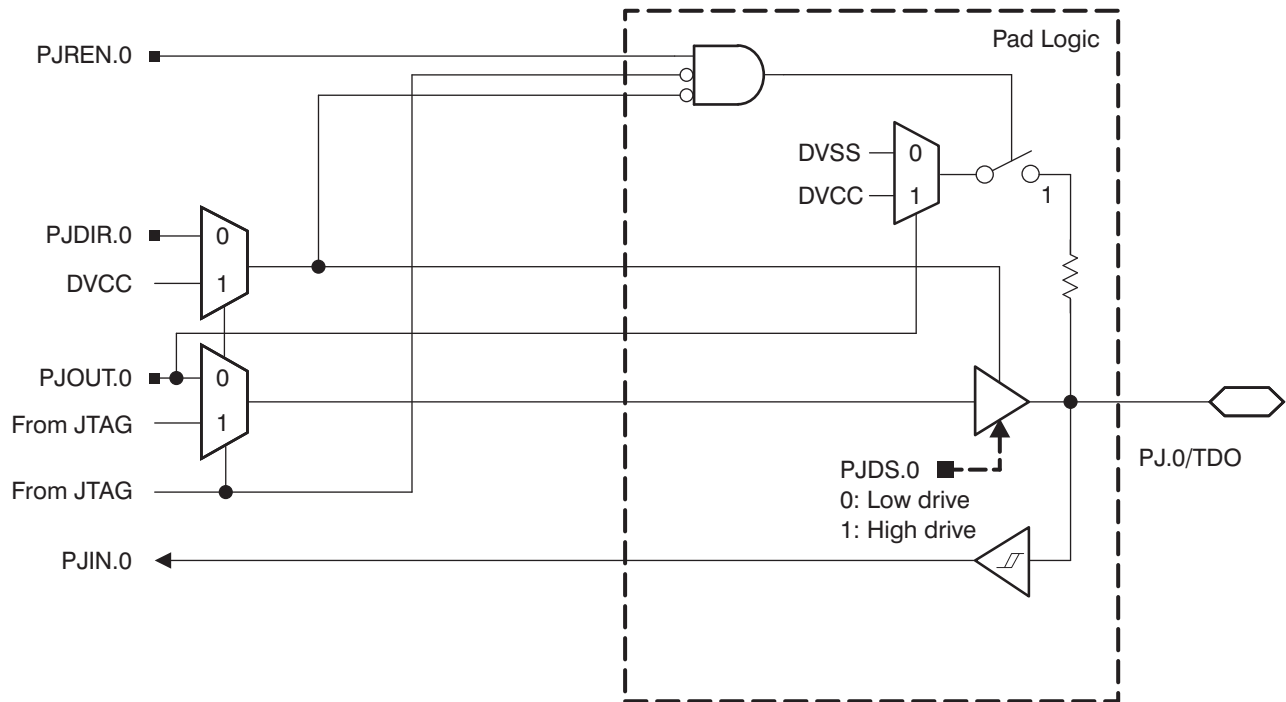 Pad Logic
PJREN.0
DVSS
0
DVCC
1
1
PJDIR.0
0
DVCC
1
PJOUT.0
0
From JTAG
1
PJ.0/TDO
PJDS.0
0: Low drive
1: High drive
From JTAG
PJIN.0